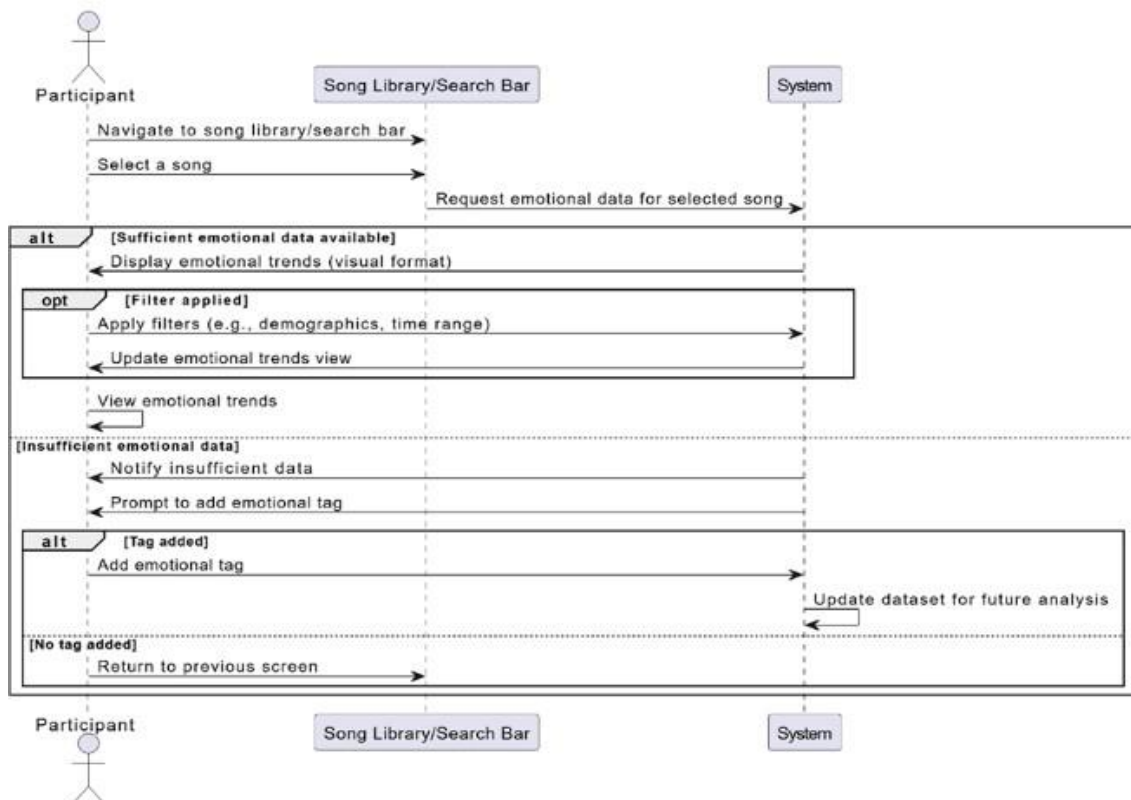 Participant
Song Library/Search Bar
System
Navigate to song library/search bar
Select a song
Request emotional data for selected song
alt [Sufficient emotional data available]
Display emotional trends (visual format)
opt [Filter applied]
Apply filters (e.g., demographics, time range)
Update emotional trends view
View emotional trends
[Insufficient emotional data]
Notify insufficient data
Prompt to add emotional tag
alt [Tag added]
Add emotional tag
Update dataset for future analysis
[No tag added]
Return to previous screen
Participant
Song Library/Search Bar
System